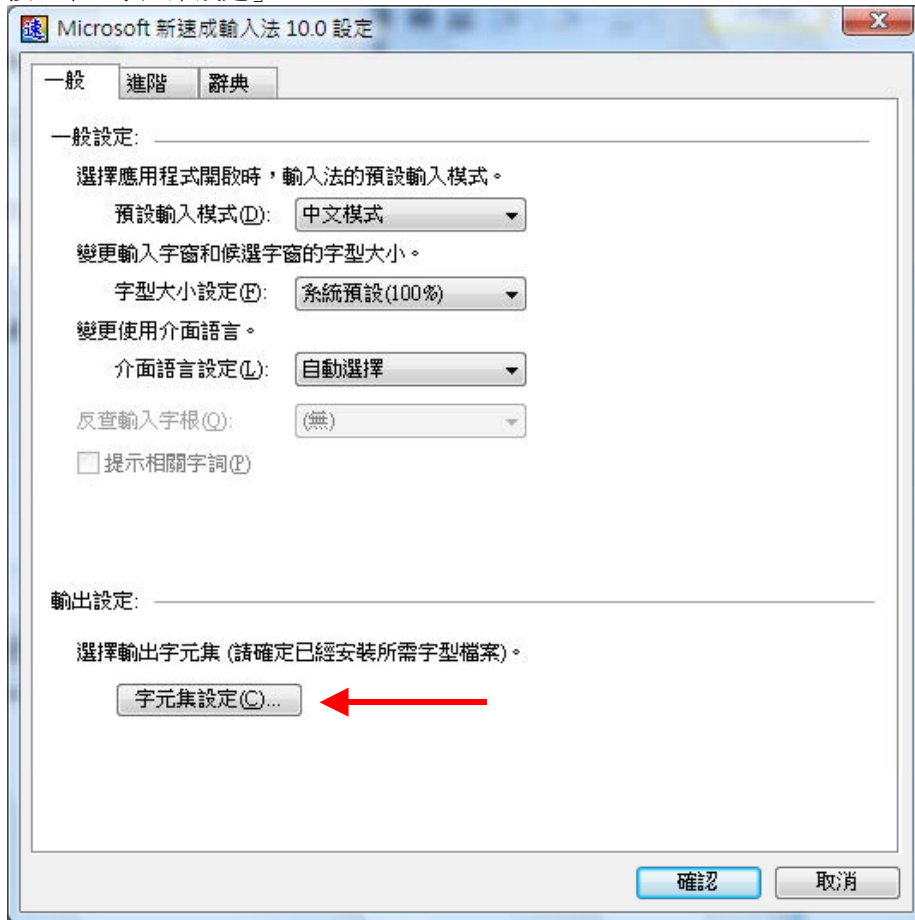 速 Microsoft 新速成輸入法 10.0 設定
一般 進階 辭典
一般設定:
選擇應用程式開啟時，輸入法的預設輸入模式。
預設輸入模式(D): 中文模式
變更輸入字窗和候選字窗的字型大小。
字型大小設定(F): 系統預設(100%)
變更使用介面語言。
介面語言設定(L): 自動選擇
反查輸入字根(Q): (無)
提示相關字詞(P)
輸出設定:
選擇輸出字元集 (請確定已經安裝所需字型檔案)。
字元集設定(C)...
確認 取消